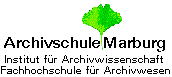 Archivschule Marburg
Institut für Archivwissenschaft
Fachhochschule für Archivwesen